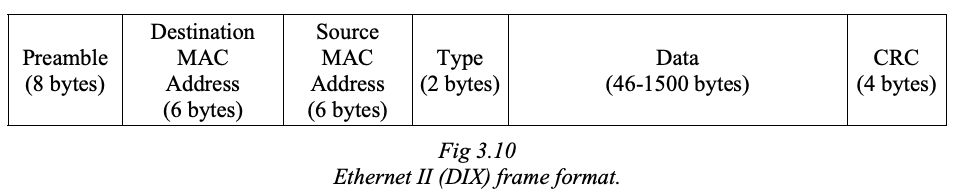 Preamble
(8 bytes)
Destination
MAC
Address
(6 bytes)
Source
MAC
Address
(6 bytes)
Type
(2 bytes)
Data
(46-1500 bytes)
CRC
(4 bytes)
Fig 3.10
Ethernet II (DIX) frame format.